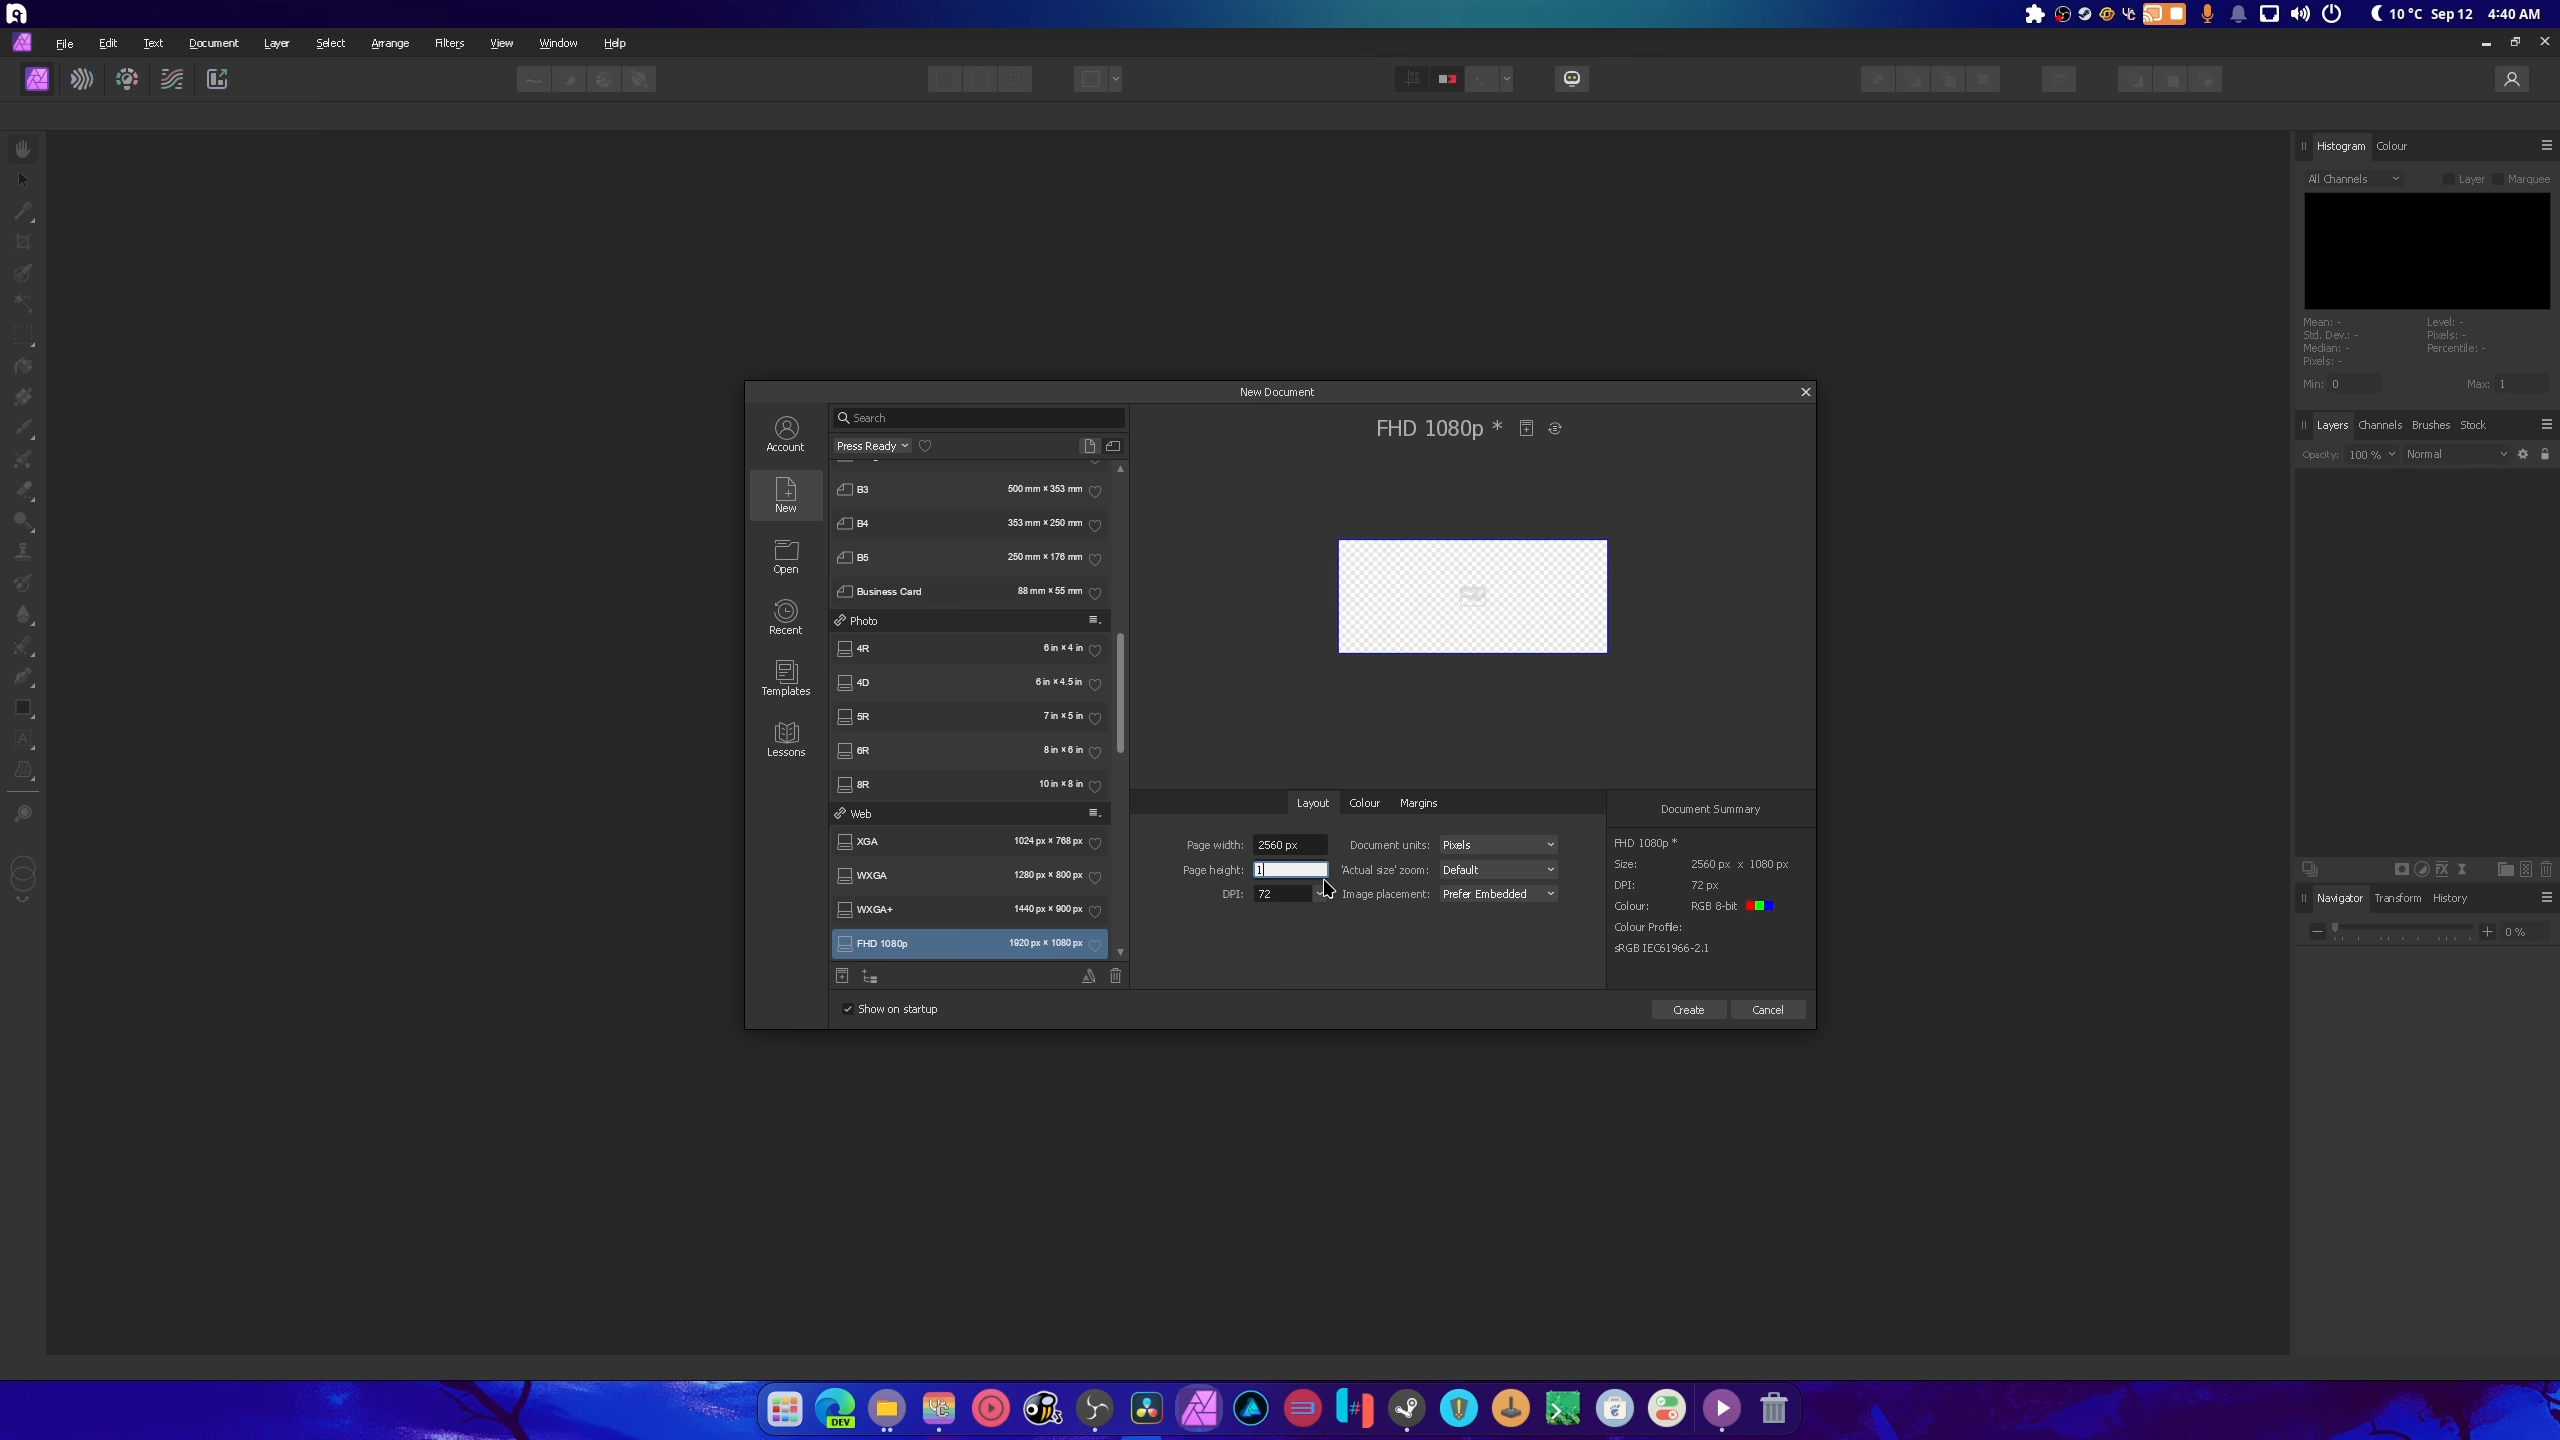 10 °C Sep 12 4:40 AM
File Edit Text Document Layer Select Arrange Filters View Window Help
Histogram Colour
All Channels Layer Marquee
Mean: - Level: -
Std. Dev.: - Pixels: -
Median: - Percentile: -
Pixels: -
Min: 0 Max: 1
Layers Channels Brushes Stock
Opacity: 100 % Normal
Navigator Transform History
0 %
New Document
Account
New
Open
Recent
Templates
Lessons
Search
Press Ready
B3 500 mm × 353 mm
B4 353 mm × 250 mm
B5 250 mm × 176 mm
Business Card 88 mm × 55 mm
Photo
4R 6 in × 4 in
4D 6 in × 4.5 in
5R 7 in × 5 in
6R 8 in × 6 in
8R 10 in × 8 in
Web
XGA 1024 px × 768 px
WXGA 1280 px × 800 px
WXGA+ 1440 px × 900 px
FHD 1080p 1920 px × 1080 px
Show on startup
FHD 1080p *
Layout Colour Margins
Page width: 2560 px Document units: Pixels
Page height: 1 'Actual size' zoom: Default
DPI: 72 Image placement: Prefer Embedded
Document Summary
FHD 1080p *
Size: 2560 px x 1080 px
DPI: 72 px
Colour: RGB 8-bit
Colour Profile:
sRGB IEC61966-2.1
Create Cancel
DEV